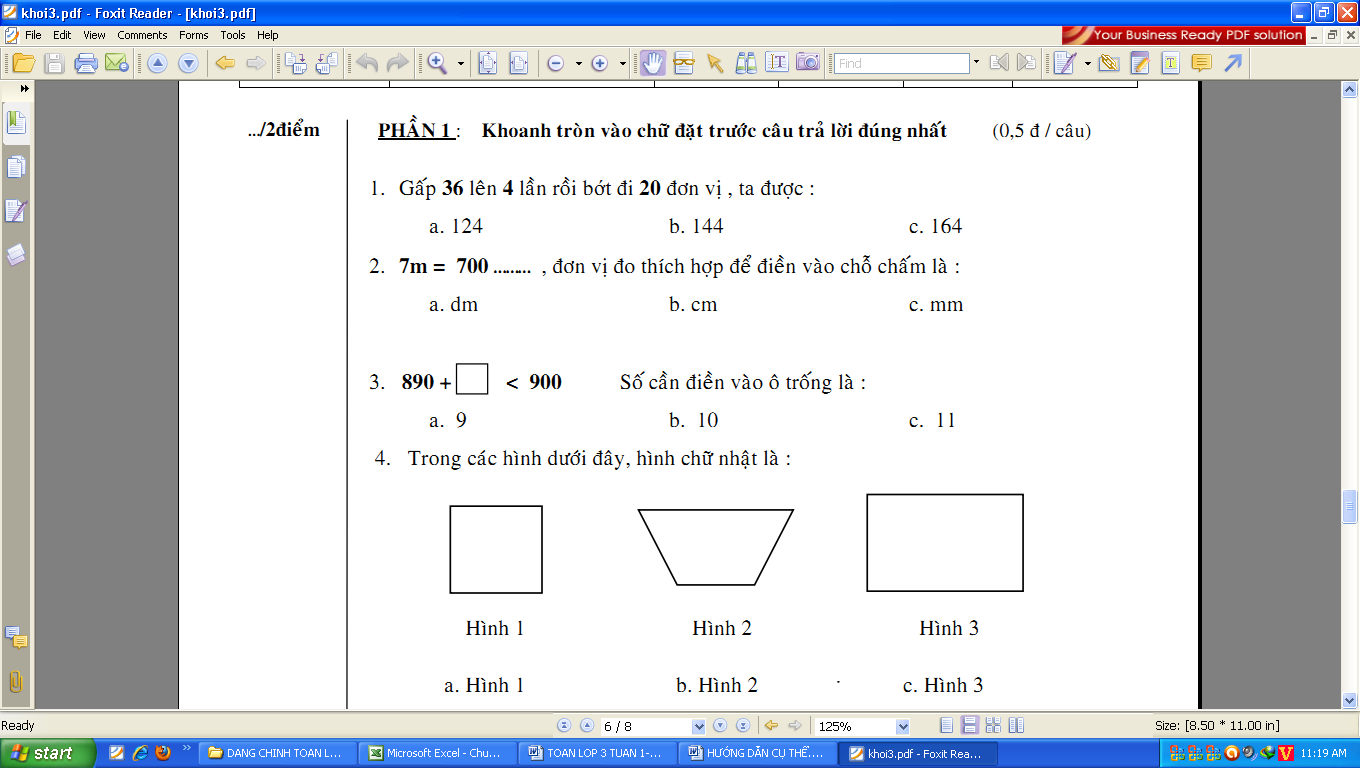 khoi3.pdf - Foxit Reader - [khoi3.pdf]
File Edit View Comments Forms Tools Help
Your Business Ready PDF solution
Find
.../2điểm
PHẦN 1 : Khoanh tròn vào chữ đặt trước câu trả lời đúng nhất (0,5 đ / câu)
1. Gấp 36 lên 4 lần rồi bớt đi 20 đơn vị , ta được :
a. 124 b. 144 c. 164
2. 7m = 700 ......... , đơn vị đo thích hợp để điền vào chỗ chấm là :
a. dm b. cm c. mm
3. 890 + < 900 Số cần điền vào ô trống là :
a. 9 b. 10 c. 11
4. Trong các hình dưới đây, hình chữ nhật là :
Hình 1 Hình 2 Hình 3
a. Hình 1 b. Hình 2 c. Hình 3
Ready 6 / 8 125% Size: [8.50 * 11.00 in]
start DANG CHINH TOAN L... Microsoft Excel - Chu... TOAN LOP 3 TUAN 1-... HƯỚNG DẪN CỤ THỂ.... khoi3.pdf - Foxit Rea... V 11:19 AM